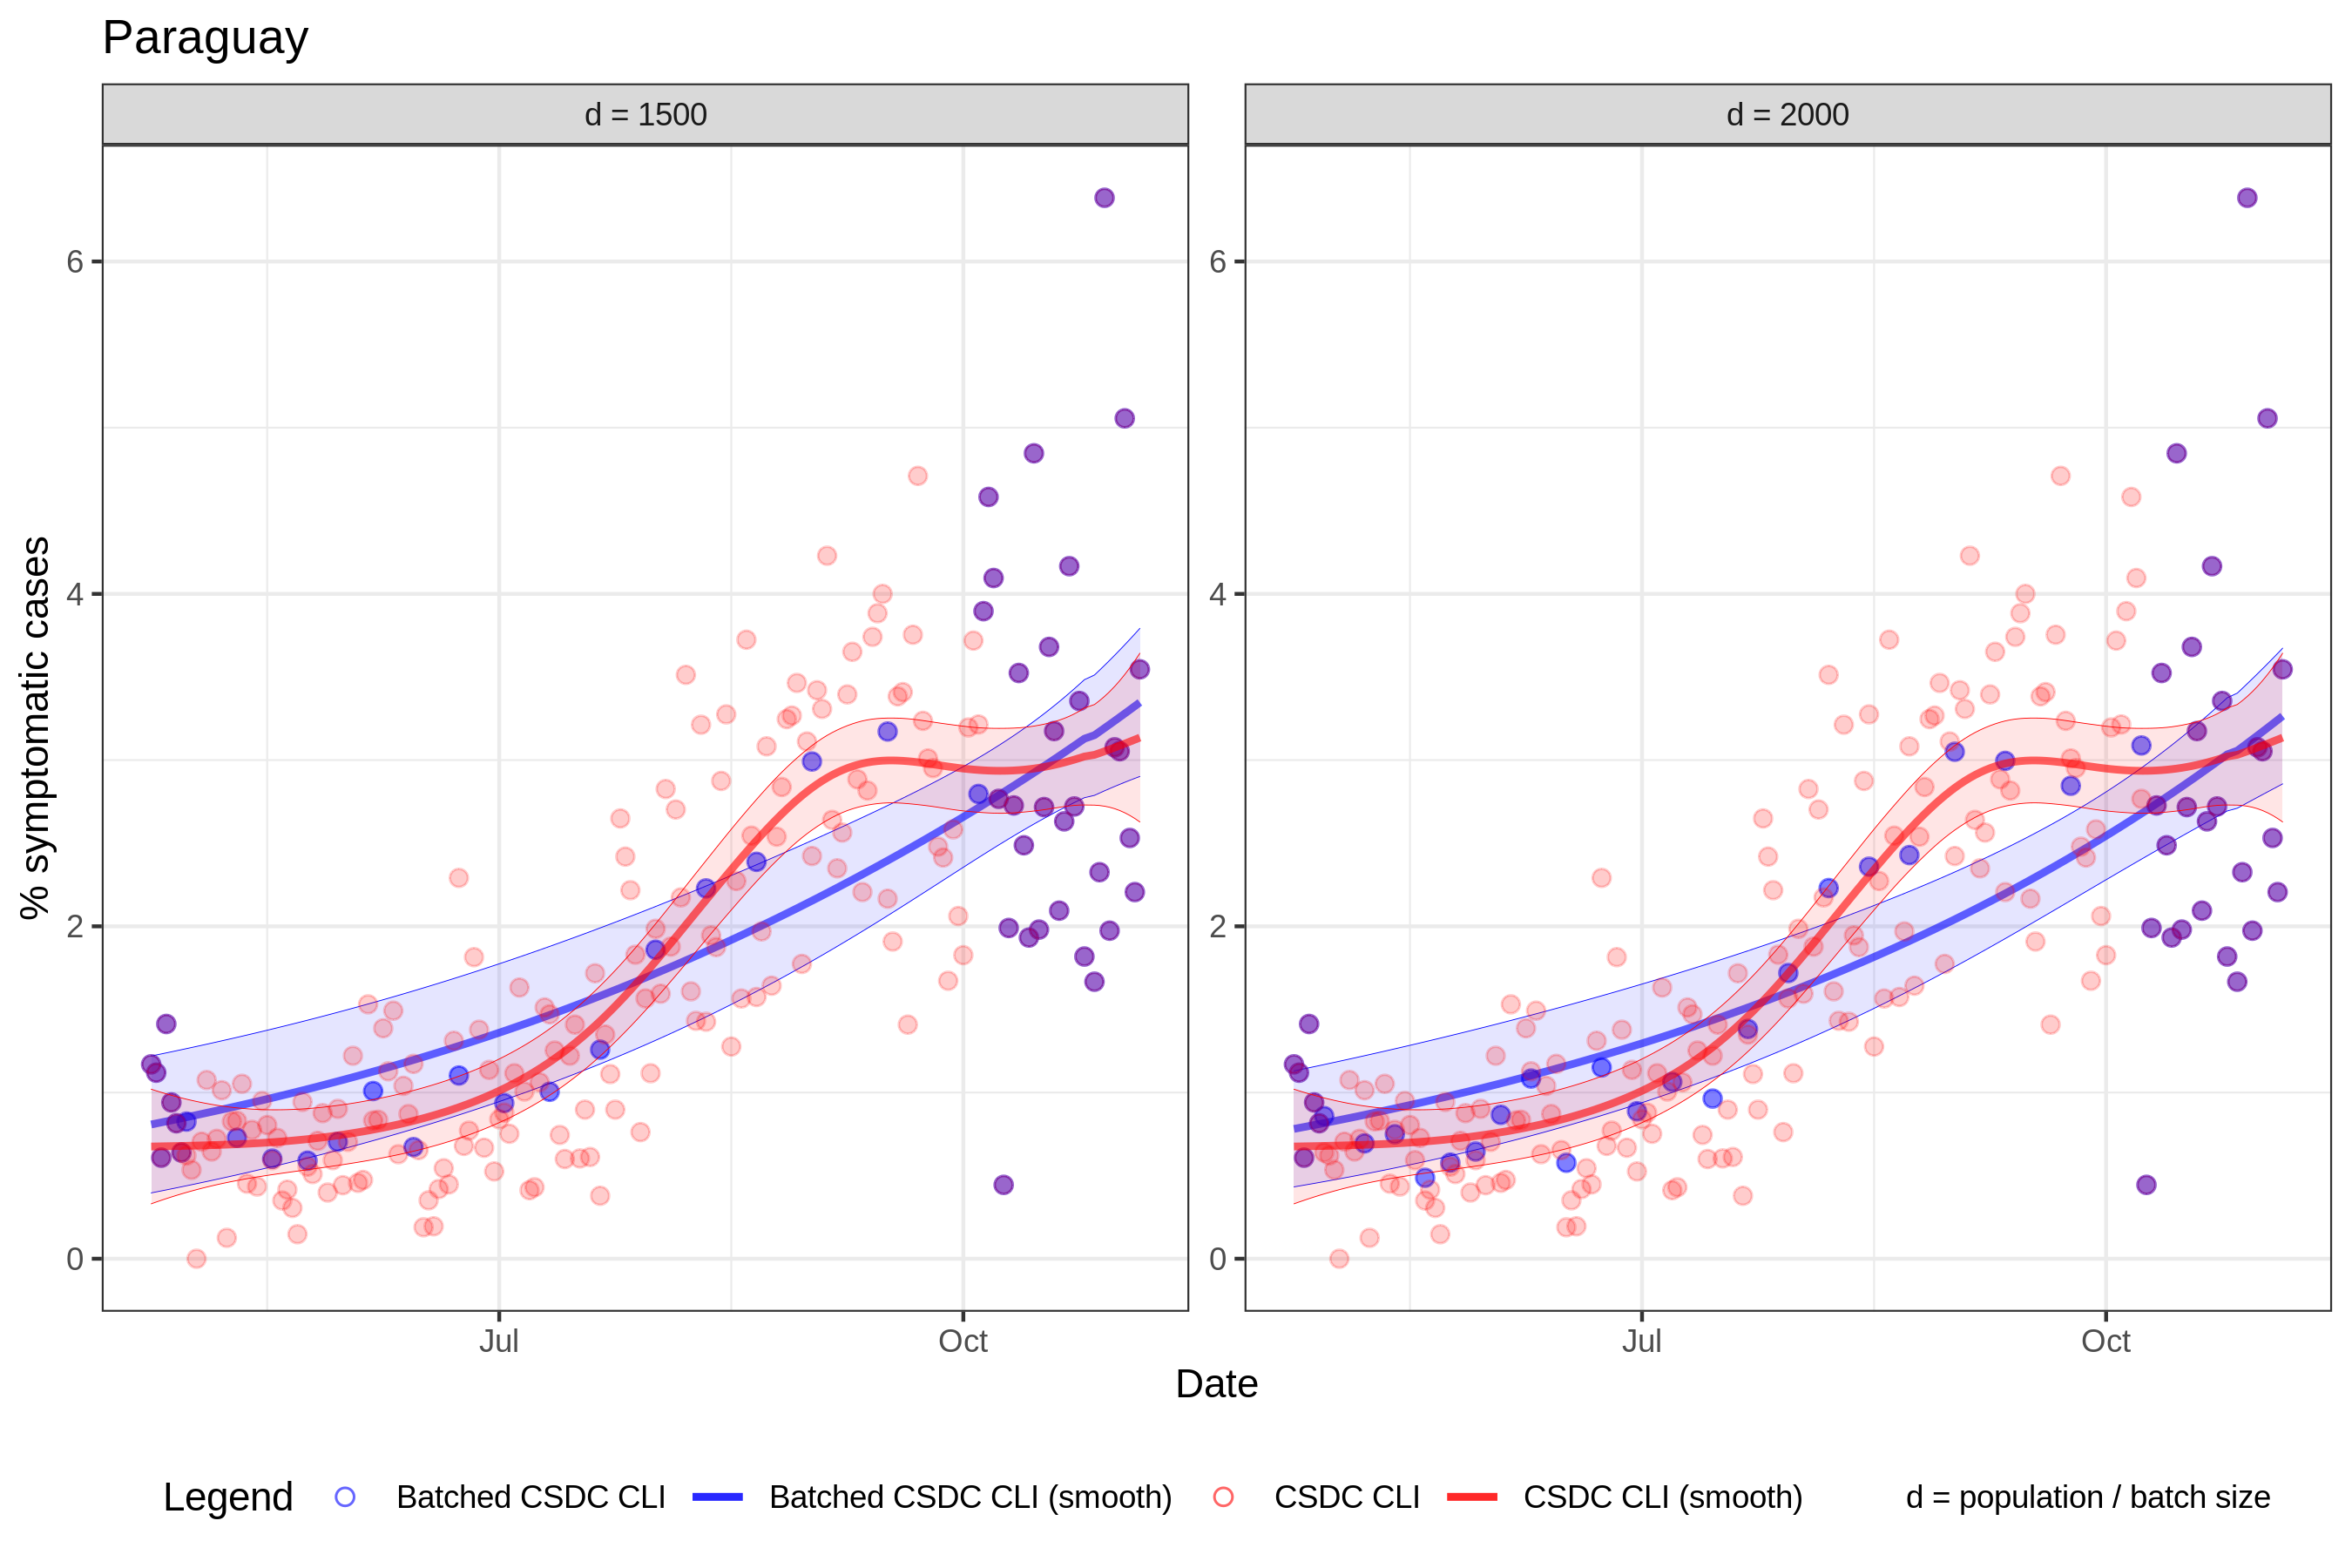 Paraguay
d = 1500
d = 2000
% symptomatic cases
6
4
2
0
6
4
2
0
Jul
Oct
Jul
Oct
Date
Legend
Batched CSDC CLI
Batched CSDC CLI (smooth)
CSDC CLI
CSDC CLI (smooth)
d = population / batch size